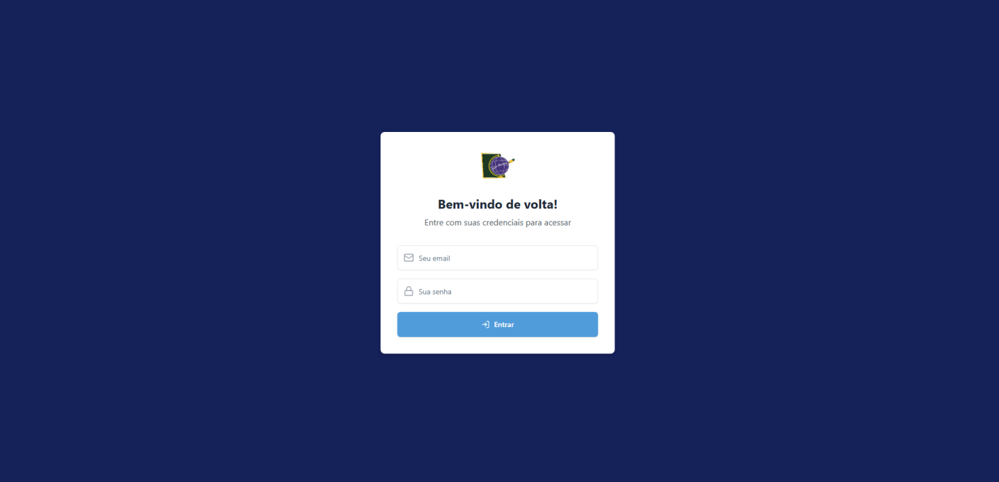 Bem-vindo de volta!
Entre com suas credenciais para acessar
Seu email
Sua senha
Entrar